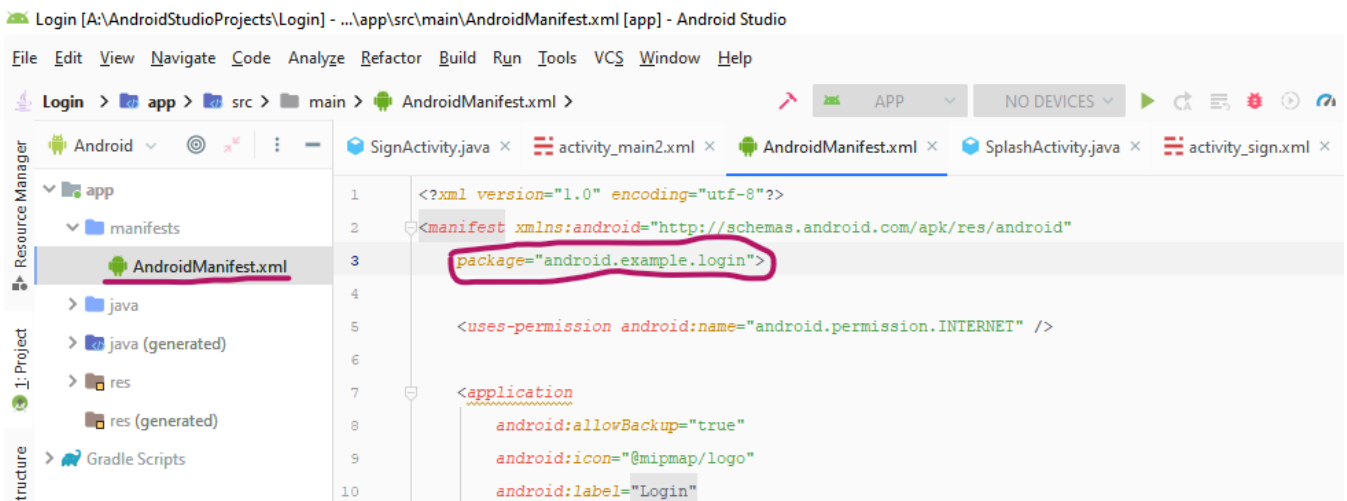 Login [A:\AndroidStudioProjects\Login] - ...\app\src\main\AndroidManifest.xml [app] - Android Studio
File Edit View Navigate Code Analyze Refactor Build Run Tools VCS Window Help
Login > app > src > main > AndroidManifest.xml >
APP
NO DEVICES
Android
SignActivity.java ×
activity_main2.xml ×
AndroidManifest.xml ×
SplashActivity.java ×
activity_sign.xml ×
Resource Manager
1: Project
tructure
app
manifests
AndroidManifest.xml
java
java (generated)
res
res (generated)
Gradle Scripts
1 <?xml version="1.0" encoding="utf-8"?>
2 <manifest xmlns:android="http://schemas.android.com/apk/res/android"
3 package="android.example.login">
4
5 <uses-permission android:name="android.permission.INTERNET" />
6
7 <application
8 android:allowBackup="true"
9 android:icon="@mipmap/logo"
10 android:label="Login"